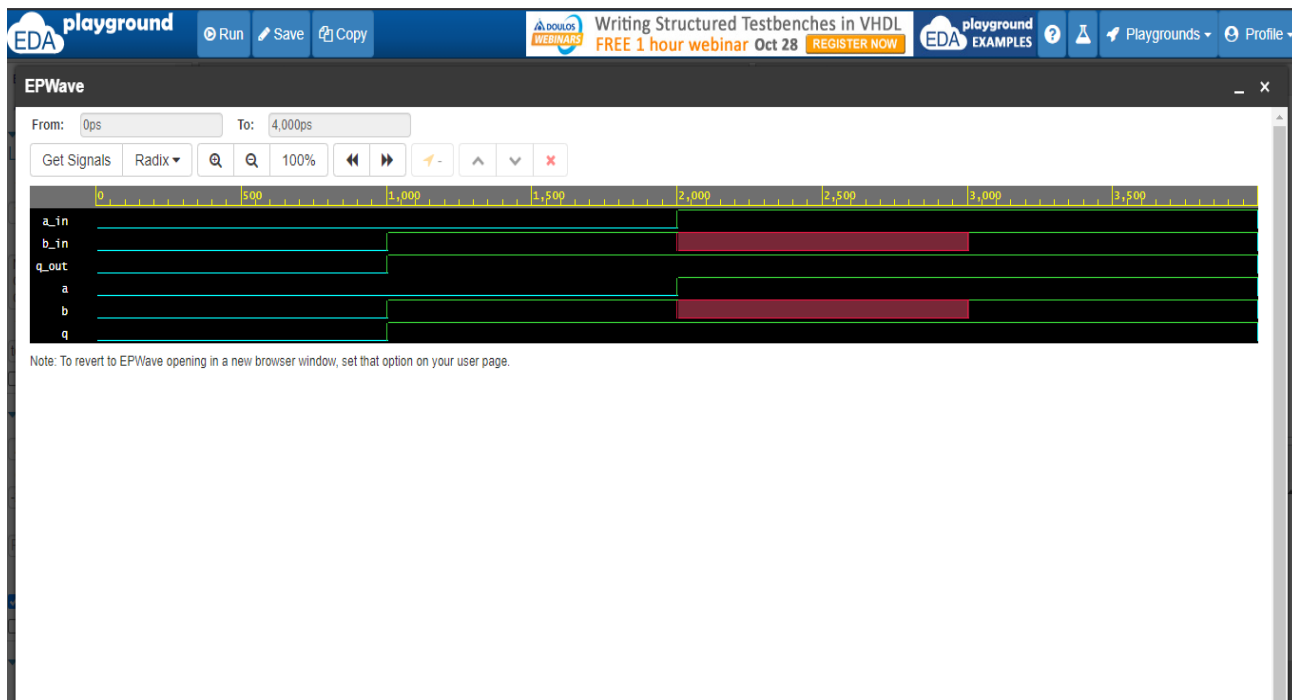 EDA playground
Run Save Copy
DOULOS WEBINARS
Writing Structured Testbenches in VHDL
FREE 1 hour webinar Oct 28 REGISTER NOW
EDA playground EXAMPLES
? Playgrounds Profile
EPWave
From: 0ps To: 4,000ps
Get Signals Radix 100% -
0 500 1,000 1,500 2,000 2,500 3,000 3,500
a_in
b_in
q_out
a
b
q
Note: To revert to EPWave opening in a new browser window, set that option on your user page.